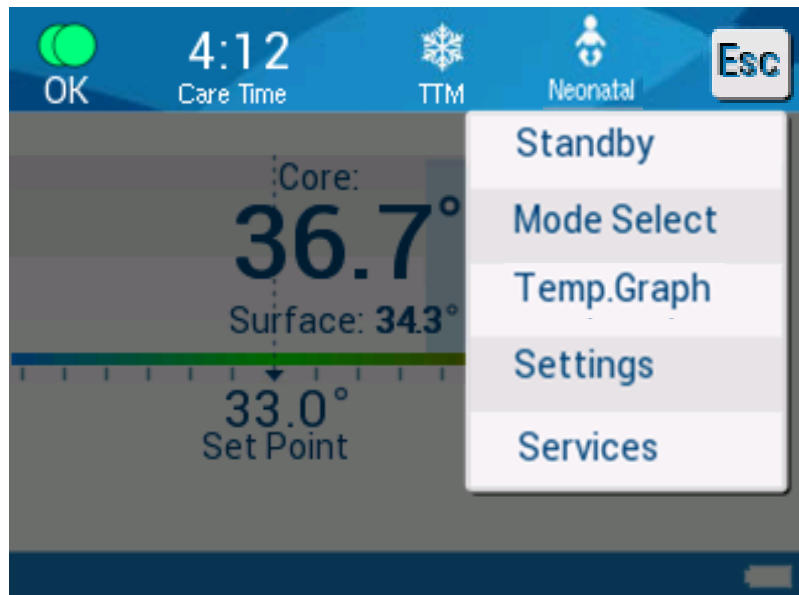 4:12
Esc
OK
Care Time
TTM
Neonatal
Standby
Core:
36.7°
Mode Select
Temp.Graph
Surface: 34.3°
Settings
33.0°
Set Point
Services